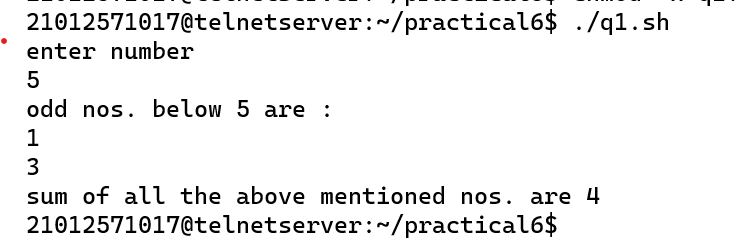 21012571017@telnetserver:~/practical6$ ./q1.sh
enter number
5
odd nos. below 5 are :
1
3
sum of all the above mentioned nos. are 4
21012571017@telnetserver:~/practical6$